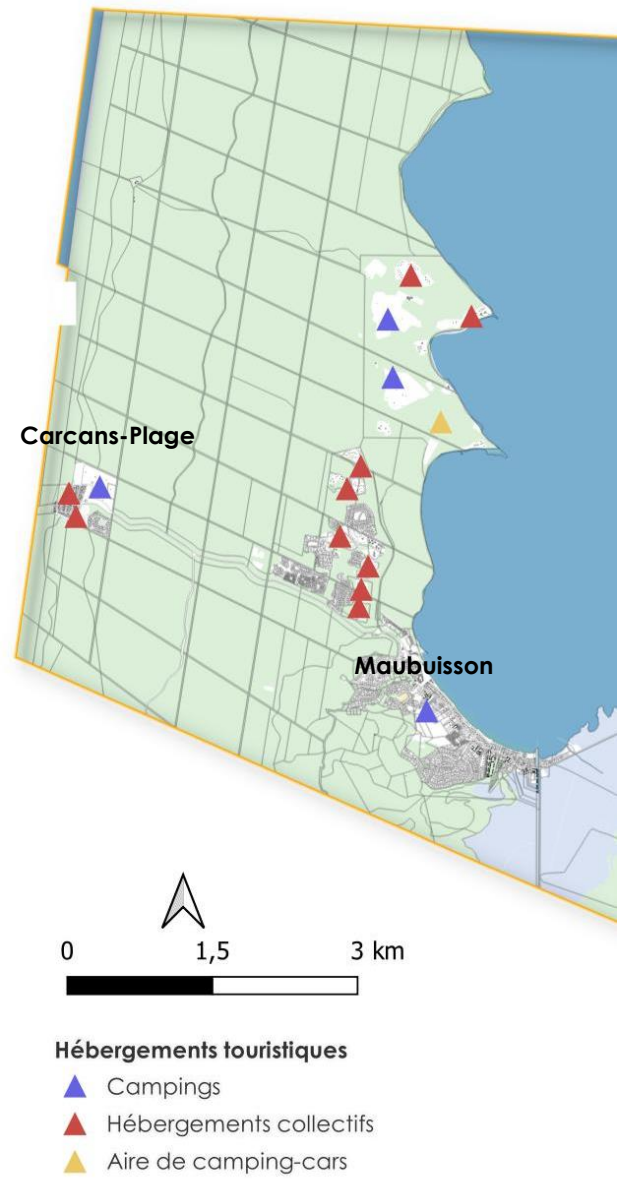 Carcans-Plage
Maubuisson
0 1,5 3 km
Hébergements touristiques
Campings
Hébergements collectifs
Aire de camping-cars